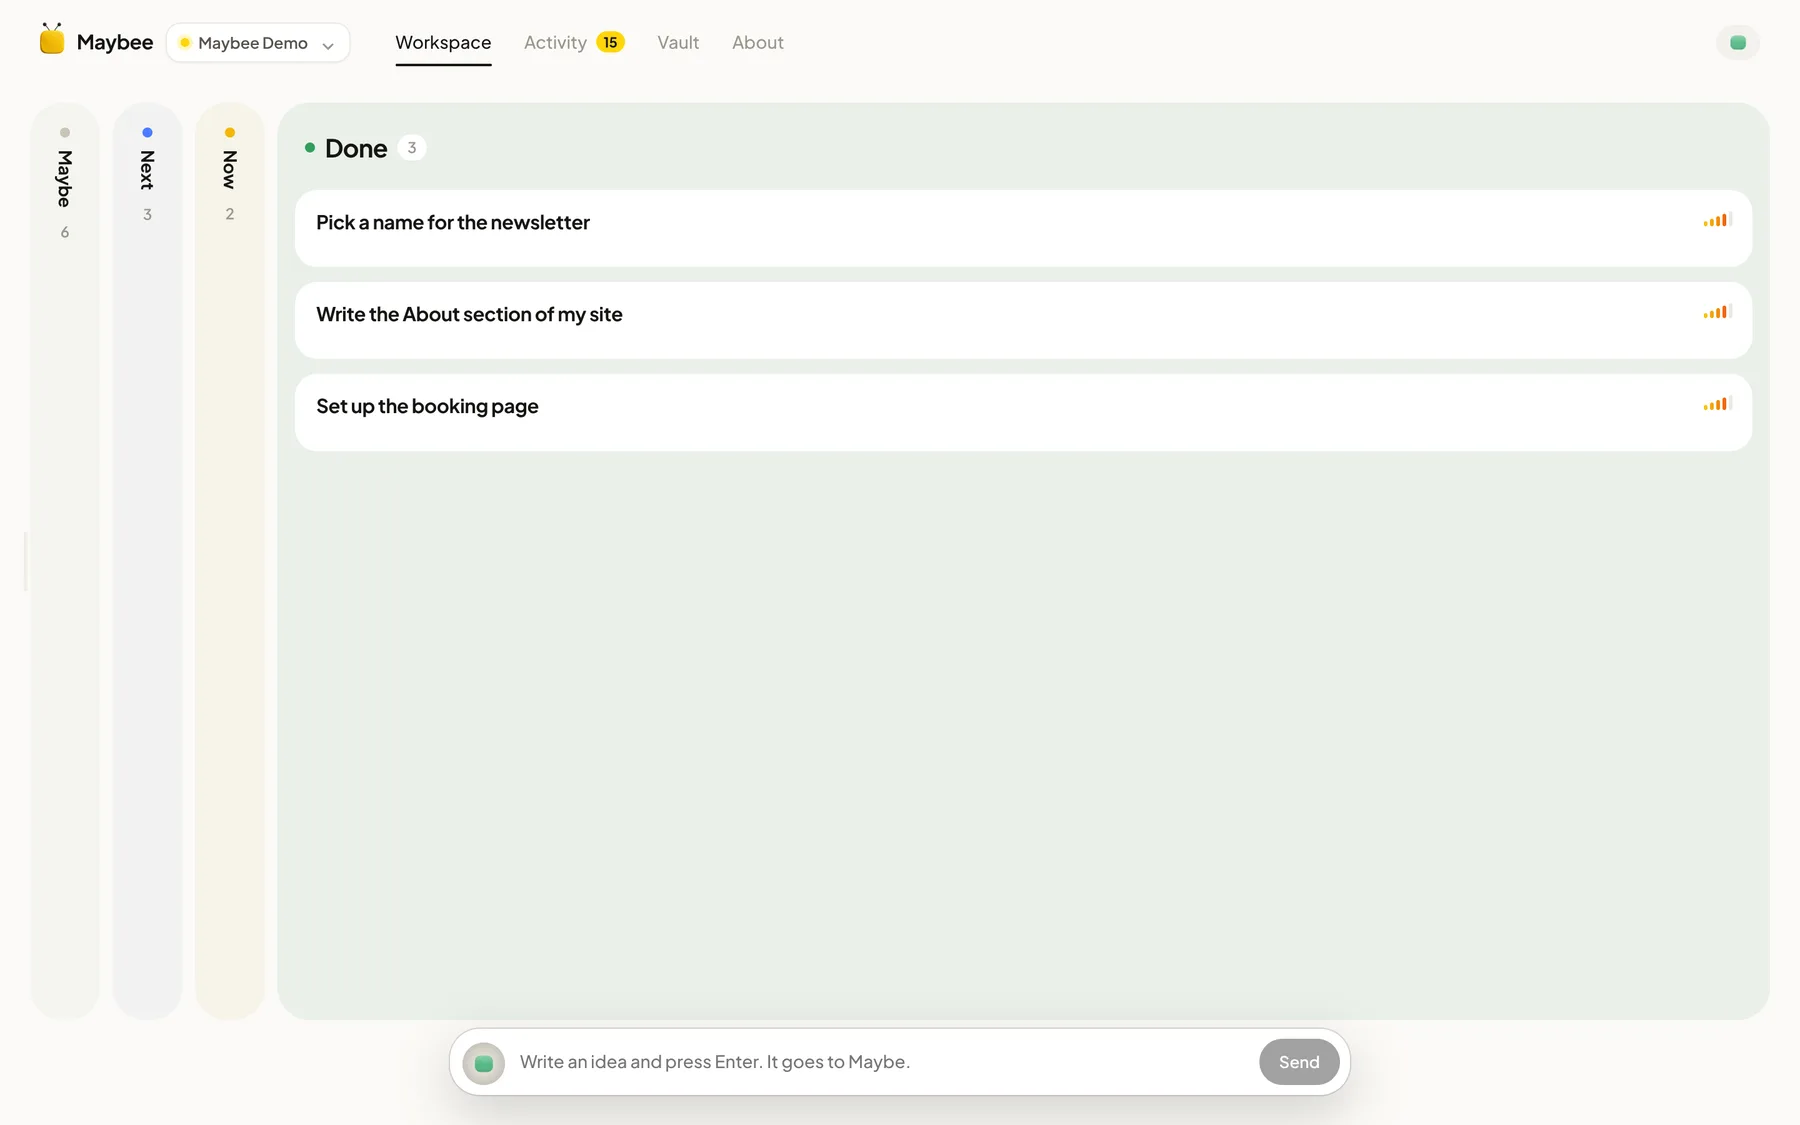 Maybee
Maybee Demo
Workspace
Activity 15
Vault
About
Maybe
6
Next
3
Now
2
Done 3
Pick a name for the newsletter
Write the About section of my site
Set up the booking page
Write an idea and press Enter. It goes to Maybe.
Send